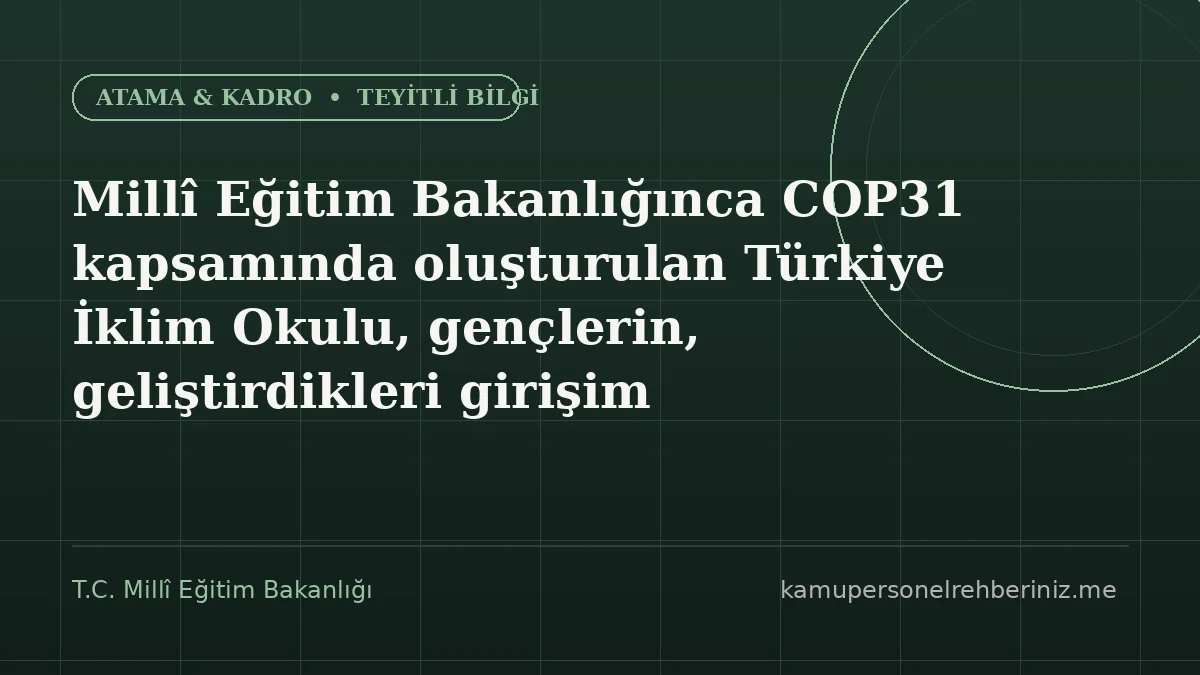 ATAMA & KADRO • TEYİTLİ BİLGİ
Millî Eğitim Bakanlığınca COP31
kapsamında oluşturulan Türkiye
İklim Okulu, gençlerin,
geliştirdikleri girişim
T.C. Millî Eğitim Bakanlığı
kamupersonelrehberiniz.me